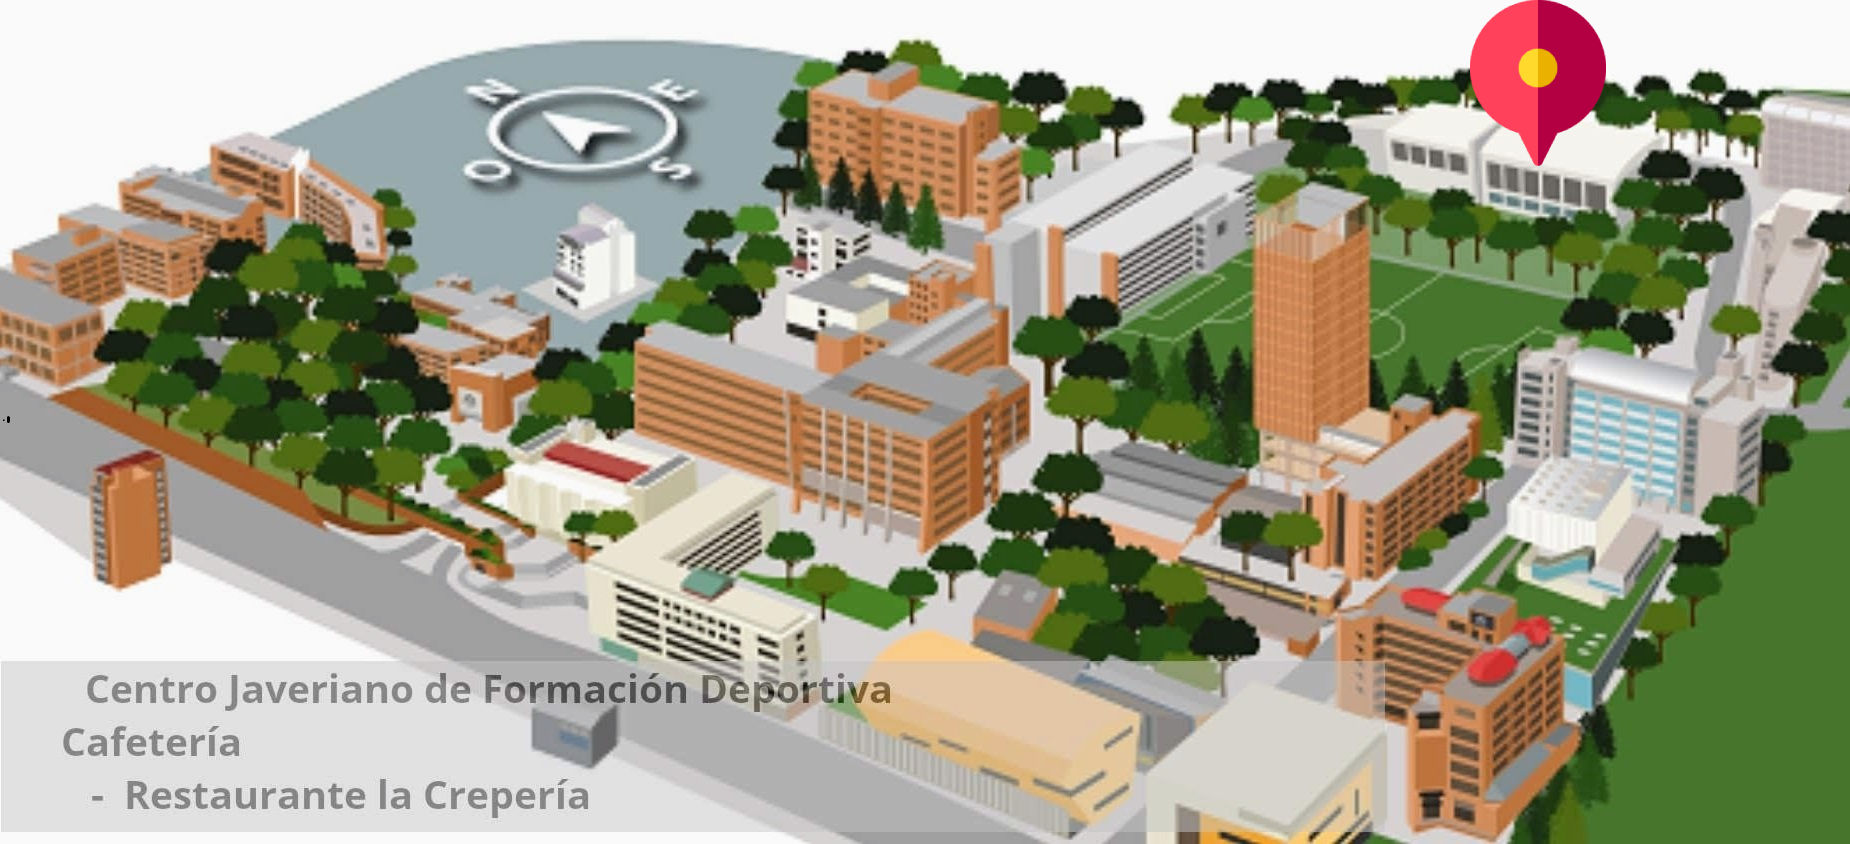 N
E
O
S
Centro Javeriano de Formación Deportiva
Cafetería
- Restaurante la Crepería